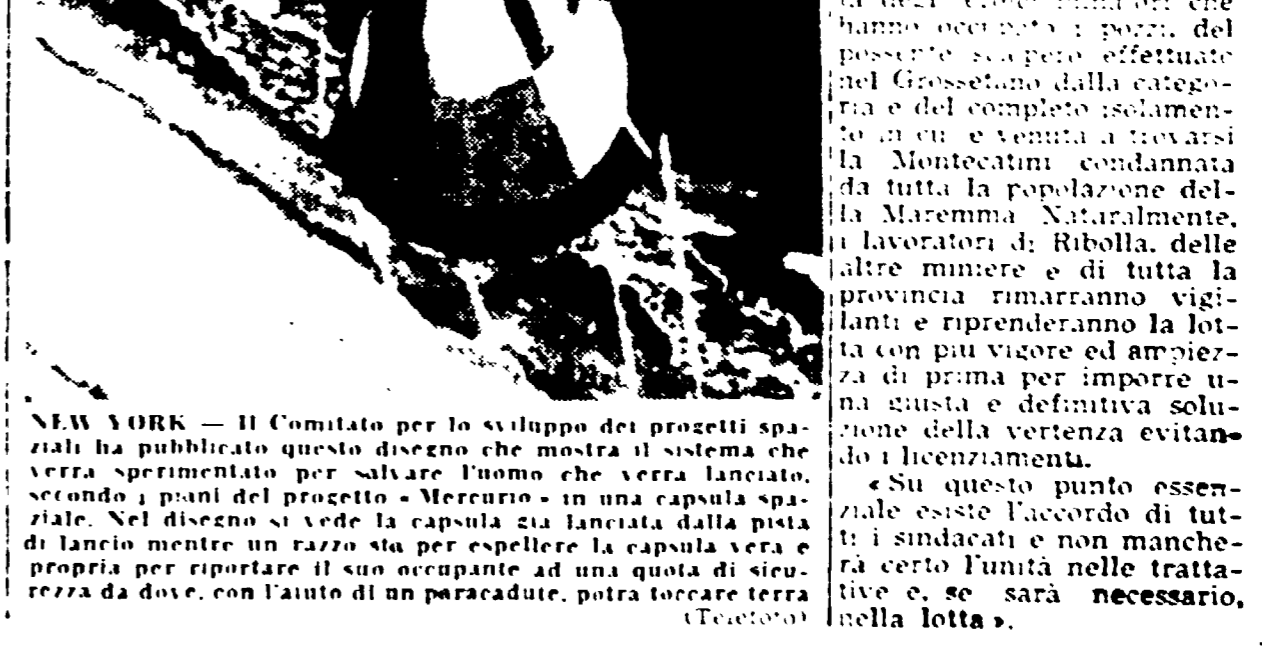 NEW YORK — Il Comitato per lo sviluppo dei progetti spa-
ziali ha pubblicato questo disegno che mostra il sistema che
verra sperimentato per salvare l'uomo che verra lanciato,
secondo i piani del progetto « Mercurio » in una capsula spa-
ziale. Nel disegno si vede la capsula gia lanciata dalla pista
di lancio mentre un razzo sta per espellere la capsula vera e
propria per riportare il suo occupante ad una quota di sicu-
rezza da dove, con l'aiuto di un paracadute, potra toccare terra
(Telefoto)
che
hanno occupato i pozzi, del
possente sciopero effettuato
nel Grossetano dalla catego-
ria e del completo isolamen-
to in cui e venuta a trovarsi
la Montecatini condannata
da tutta la popolazione del-
la Maremma Naturalmente,
i lavoratori di Ribolla, delle
altre miniere e di tutta la
provincia rimarranno vigi-
lanti e riprenderanno la lot-
ta con piu vigore ed ampiez-
za di prima per imporre u-
na giusta e definitiva solu-
zione della vertenza evitan-
do i licenziamenti.
« Su questo punto essen-
ziale esiste l'accordo di tut-
ti i sindacati e non manche-
rà certo l'unità nelle tratta-
tive e, se sarà necessario,
nella lotta ».